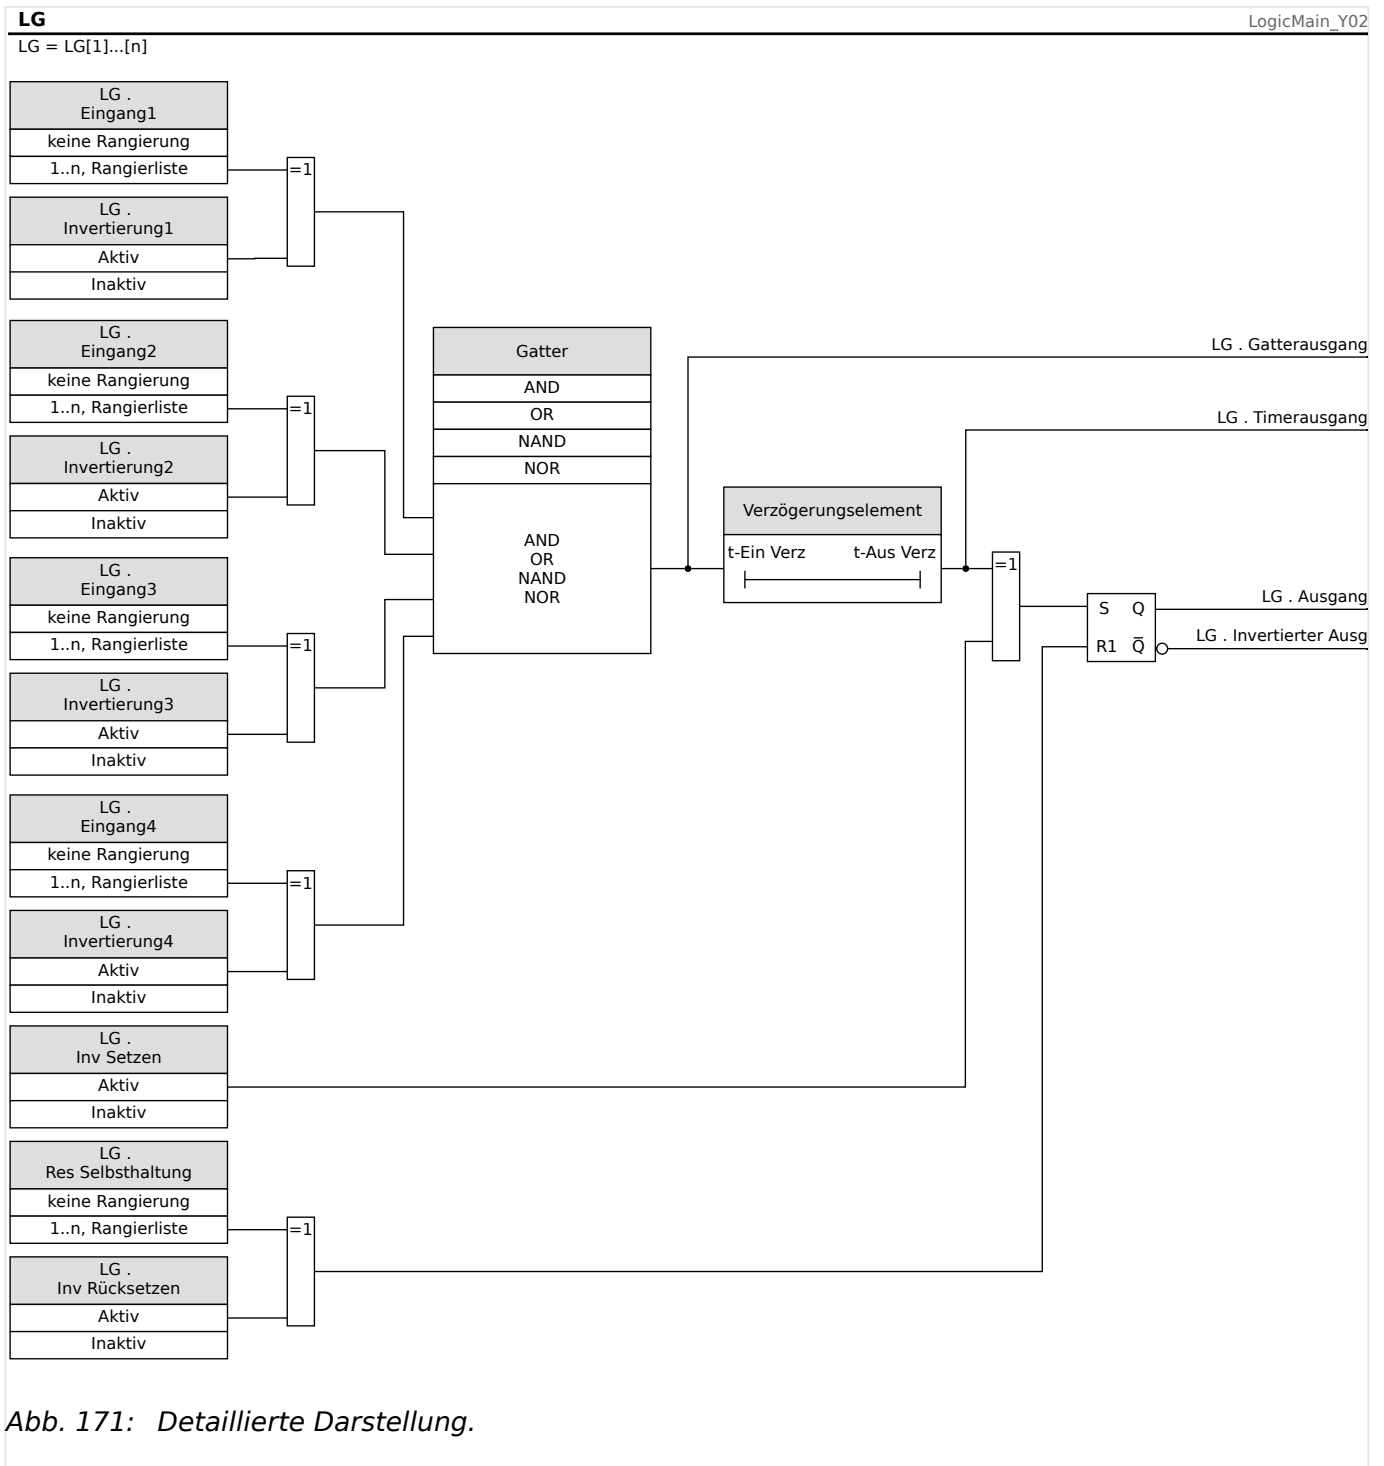 LG
LogicMain_Y02
LG = LG[1]...[n]
LG .
Eingang1
keine Rangierung
1..n, Rangierliste
=1
LG .
Invertierung1
Aktiv
Inaktiv
LG .
Eingang2
keine Rangierung
1..n, Rangierliste
=1
LG .
Invertierung2
Aktiv
Inaktiv
LG .
Eingang3
keine Rangierung
1..n, Rangierliste
=1
LG .
Invertierung3
Aktiv
Inaktiv
LG .
Eingang4
keine Rangierung
1..n, Rangierliste
=1
LG .
Invertierung4
Aktiv
Inaktiv
LG .
Inv Setzen
Aktiv
Inaktiv
LG .
Res Selbsthaltung
keine Rangierung
1..n, Rangierliste
=1
LG .
Inv Rücksetzen
Aktiv
Inaktiv
Gatter
AND
OR
NAND
NOR
AND
OR
NAND
NOR
Verzögerungselement
t-Ein Verz t-Aus Verz
=1
S Q
R1 Q̅
LG . Gatterausgang
LG . Timerausgang
LG . Ausgang
LG . Invertierter Ausg
Abb. 171: Detaillierte Darstellung.